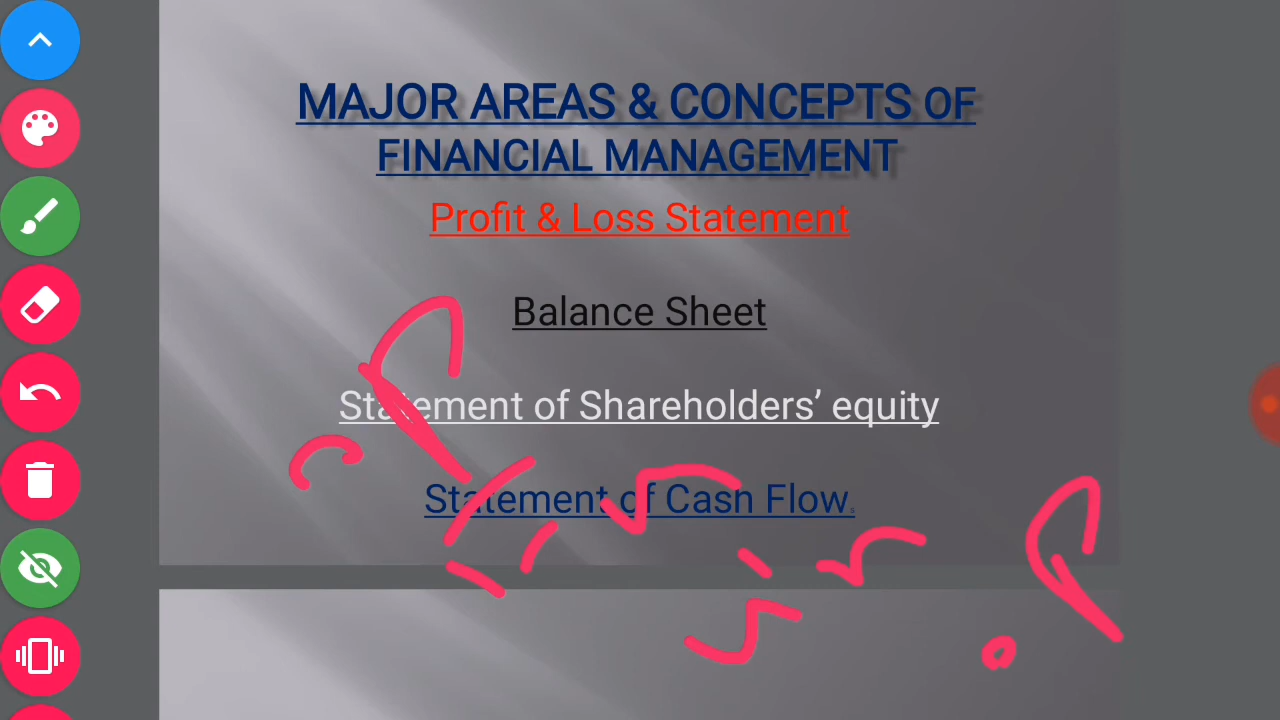 MAJOR AREAS & CONCEPTS OF
FINANCIAL MANAGEMENT
Profit & Loss Statement
Balance Sheet
Statement of Shareholders’ equity
Statement of Cash Flow.